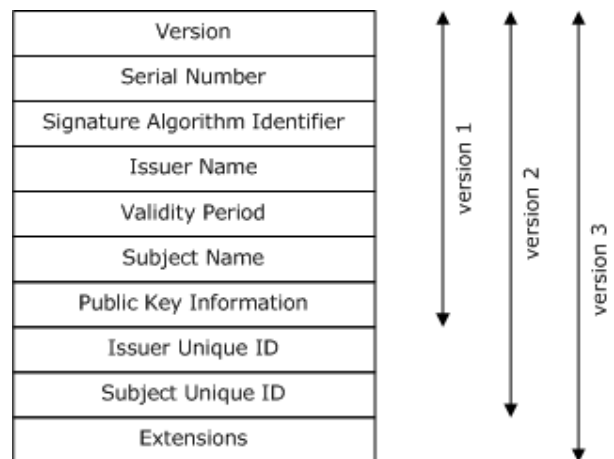 Version
Serial Number
Signature Algorithm Identifier
Issuer Name
Validity Period
Subject Name
Public Key Information
Issuer Unique ID
Subject Unique ID
Extensions
version 1
version 2
version 3